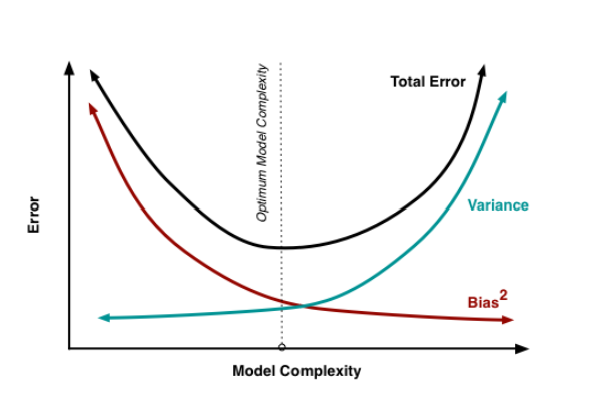 Optimum Model Complexity
Total Error
Error
Variance
Bias²
Model Complexity